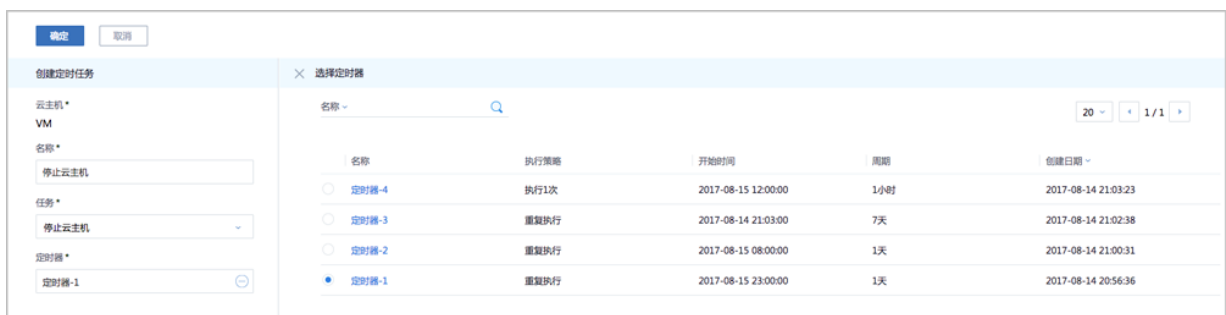 确定 取消
创建定时任务
云主机*
VM
名称*
停止云主机
任务*
停止云主机
定时器*
定时器-1
选择定时器
名称
20 1 / 1
名称 执行策略 开始时间 周期 创建日期
定时器-4 执行1次 2017-08-15 12:00:00 1小时 2017-08-14 21:03:23
定时器-3 重复执行 2017-08-14 21:03:00 7天 2017-08-14 21:02:38
定时器-2 重复执行 2017-08-15 08:00:00 1天 2017-08-14 21:00:31
定时器-1 重复执行 2017-08-15 23:00:00 1天 2017-08-14 20:56:36